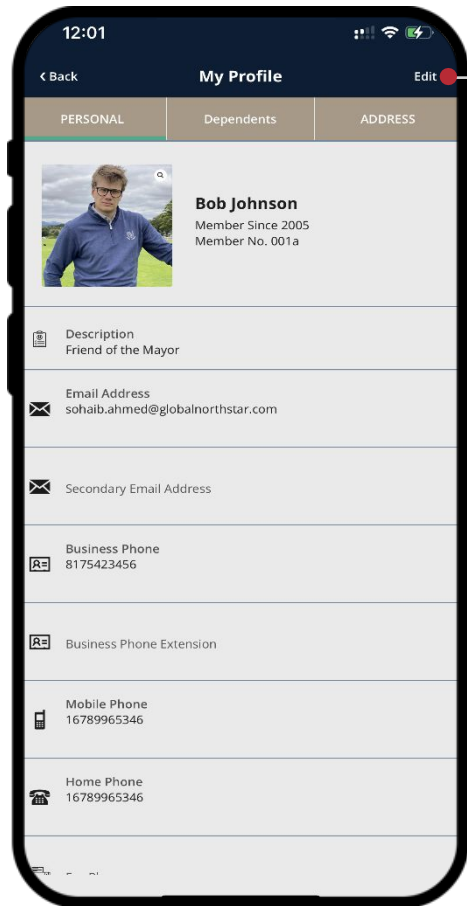 12:01
Back
My Profile
Edit
PERSONAL
Dependents
ADDRESS
Bob Johnson
Member Since 2005
Member No. 001a
Description
Friend of the Mayor
Email Address
sohaib.ahmed@globalnorthstar.com
Secondary Email Address
Business Phone
8175423456
Business Phone Extension
Mobile Phone
16789965346
Home Phone
16789965346